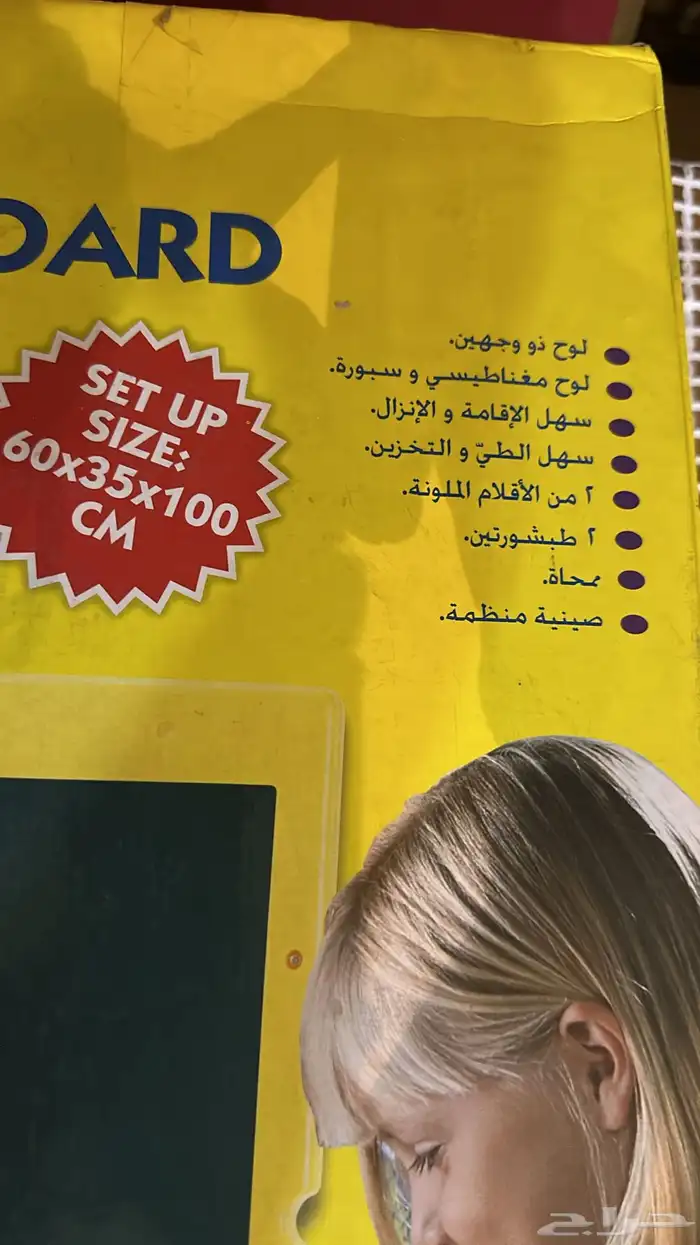 OARD
SET UP
SIZE:
60x35x100
CM
لوح ذو وجهين.
لوح مغناطيسي و سبورة.
سهل الإقامة و الإنزال.
سهل الطيّ و التخزين.
٢ من الأقلام الملونة.
٢ طبشورتين.
ممحاة.
صينية منظمة.
حراج